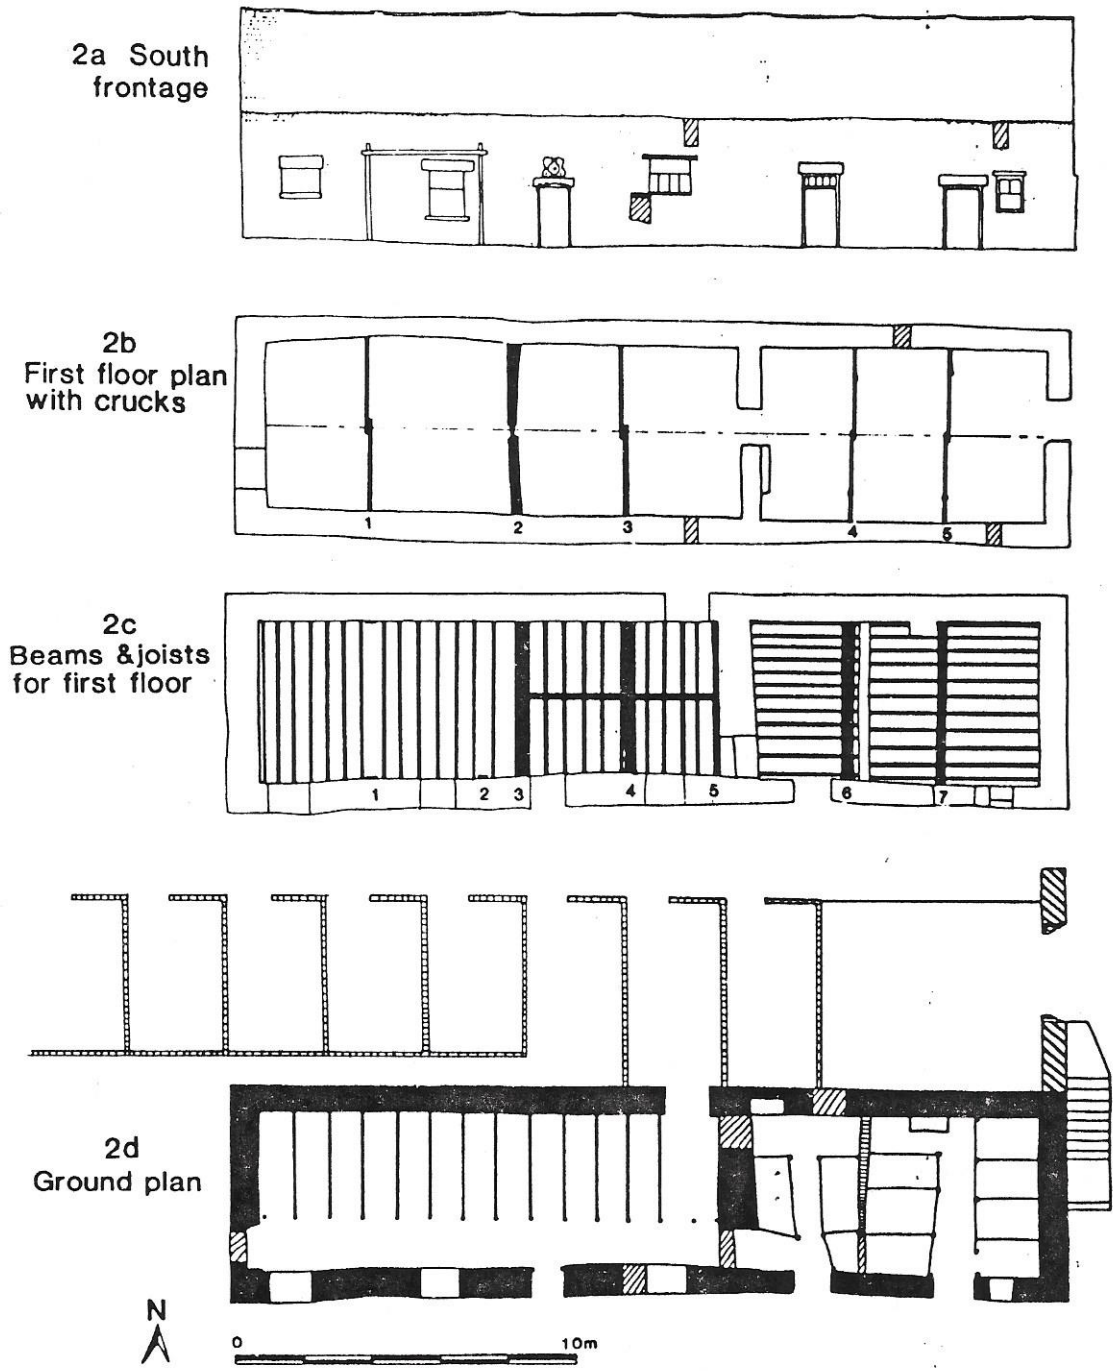 2a South
frontage
2b
First floor plan
with crucks
1 2 3 4 5
2c
Beams &joists
for first floor
1 2 3 4 5 6 7
2d
Ground plan
N
0 10m